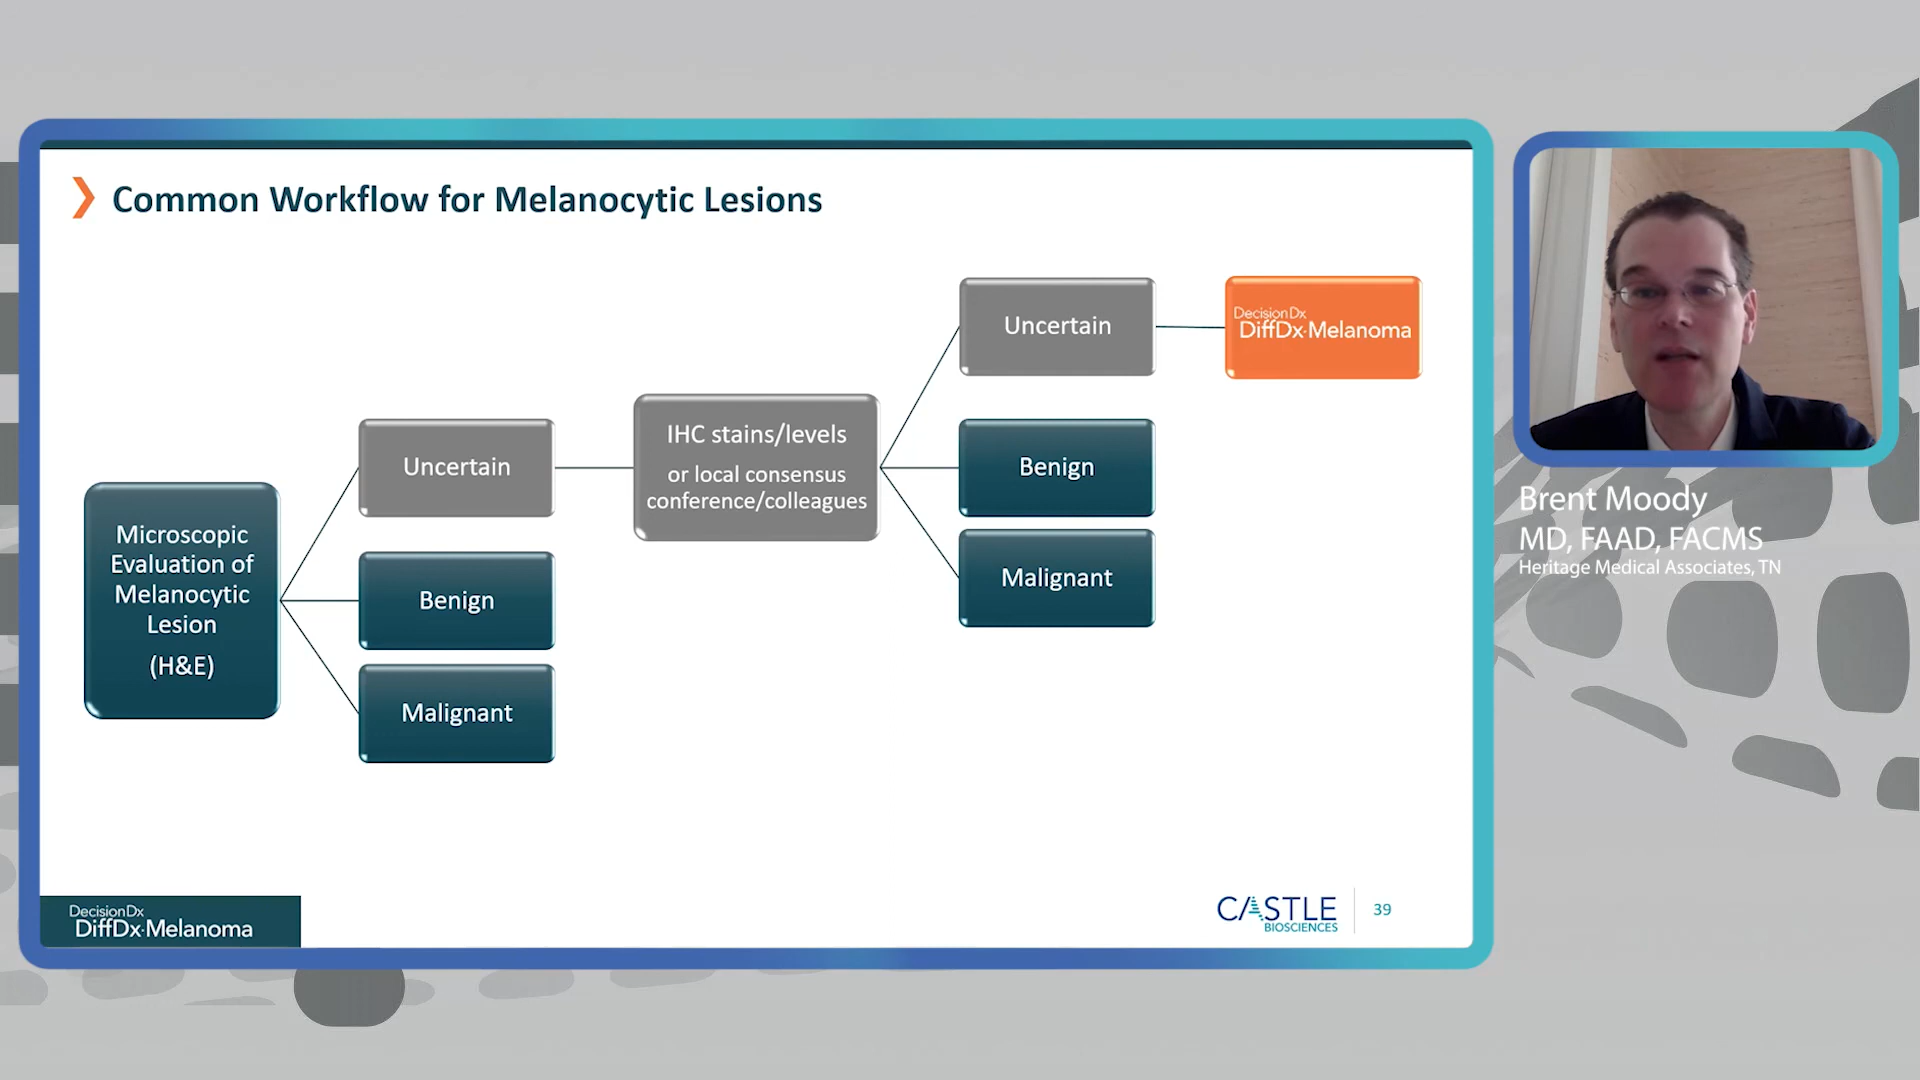 Common Workflow for Melanocytic Lesions
Microscopic
Evaluation of
Melanocytic
Lesion
(H&E)
Uncertain
Benign
Malignant
IHC stains/levels
or local consensus
conference/colleagues
Uncertain
Benign
Malignant
DecisionDx
DiffDx·Melanoma
DecisionDx
DiffDx·Melanoma
CASTLE
BIOSCIENCES
39
Brent Moody
MD, FAAD, FACMS
Heritage Medical Associates, TN